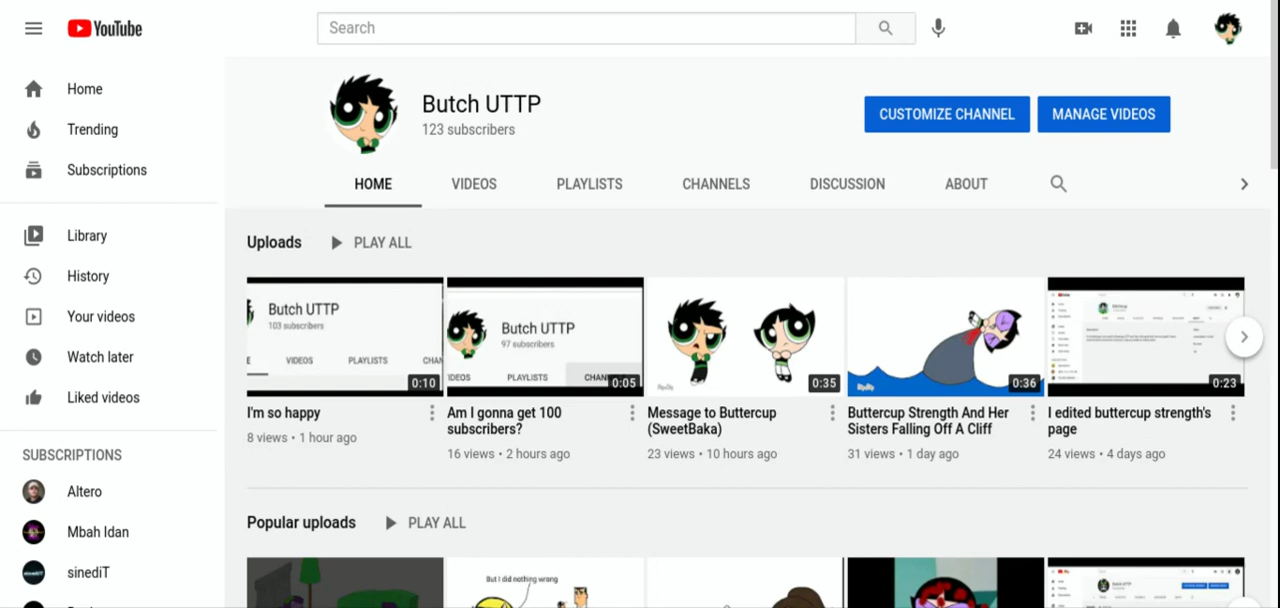 YouTube
Search
Home
Trending
Subscriptions
Library
History
Your videos
Watch later
Liked videos
SUBSCRIPTIONS
Altero
Mbah Idan
sinediT
Butch UTTP
123 subscribers
CUSTOMIZE CHANNEL
MANAGE VIDEOS
HOME
VIDEOS
PLAYLISTS
CHANNELS
DISCUSSION
ABOUT
Uploads
PLAY ALL
Butch UTTP
103 subscribers
VIDEOS PLAYLISTS
0:10
I'm so happy
8 views • 1 hour ago
Butch UTTP
97 subscribers
PLAYLISTS
0:05
Am I gonna get 100
subscribers?
16 views • 2 hours ago
0:35
Message to Buttercup
(SweetBaka)
23 views • 10 hours ago
0:36
Buttercup Strength And Her
Sisters Falling Off A Cliff
31 views • 1 day ago
0:23
I edited buttercup strength's
page
24 views • 4 days ago
Popular uploads
PLAY ALL
But I did nothing wrong
Butch UTTP